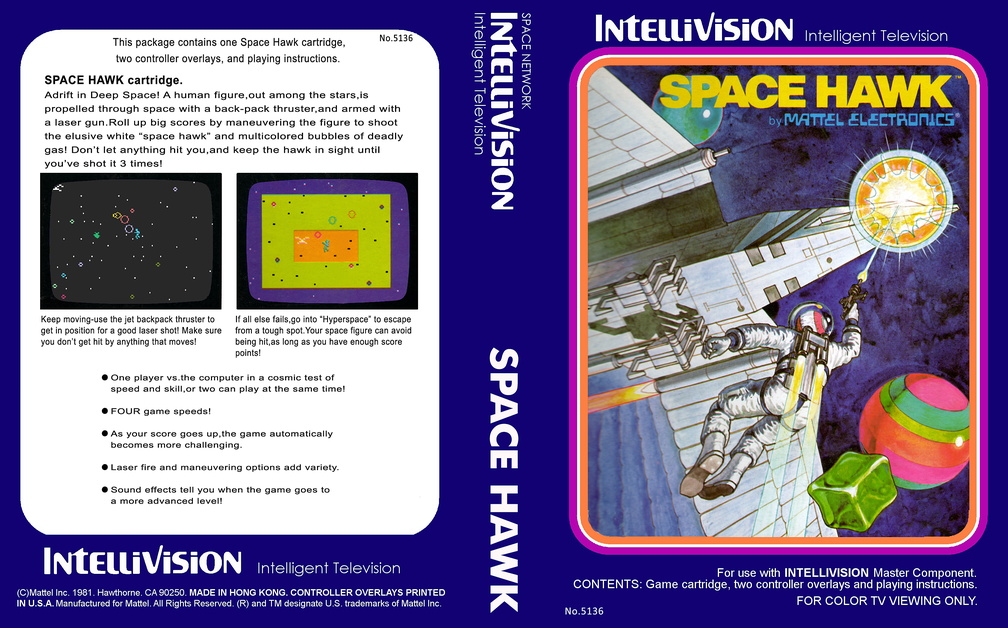 This package contains one Space Hawk cartridge,
No.5136
two controller overlays, and playing instructions.
SPACE HAWK cartridge.
Adrift in Deep Space! A human figure,out among the stars,is
propelled through space with a back-pack thruster,and armed with
a laser gun.Roll up big scores by maneuvering the figure to shoot
the elusive white “space hawk” and multicolored bubbles of deadly
gas! Don’t let anything hit you,and keep the hawk in sight until
you’ve shot it 3 times!
Keep moving-use the jet backpack thruster to
get in position for a good laser shot! Make sure
you don’t get hit by anything that moves!
If all else fails,go into “Hyperspace” to escape
from a tough spot.Your space figure can avoid
being hit,as long as you have enough score
points!
● One player vs.the computer in a cosmic test of
speed and skill,or two can play at the same time!
● FOUR game speeds!
● As your score goes up,the game automatically
becomes more challenging.
● Laser fire and maneuvering options add variety.
● Sound effects tell you when the game goes to
a more advanced level!
INTELLIVISION Intelligent Television
(C)Mattel Inc. 1981. Hawthorne. CA 90250. MADE IN HONG KONG. CONTROLLER OVERLAYS PRINTED
IN U.S.A. Manufactured for Mattel. All Rights Reserved. (R) and TM designate U.S. trademarks of Mattel Inc.
SPACE NETWORK
INTELLIVISION
Intelligent Television
SPACE HAWK
INTELLIVISION Intelligent Television
SPACE HAWK™
by MATTEL ELECTRONICS®
For use with INTELLIVISION Master Component.
CONTENTS: Game cartridge, two controller overlays and playing instructions.
FOR COLOR TV VIEWING ONLY.
No.5136